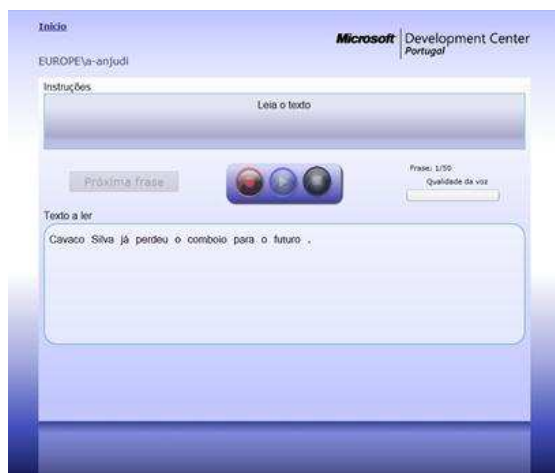 Início
Microsoft Development Center
Portugal
EUROPE\a-anjudi
Instruções
Leia o texto
Próxima frase
Frase: 1/50
Qualidade da voz
Texto a ler
Cavaco Silva já perdeu o comboio para o futuro .